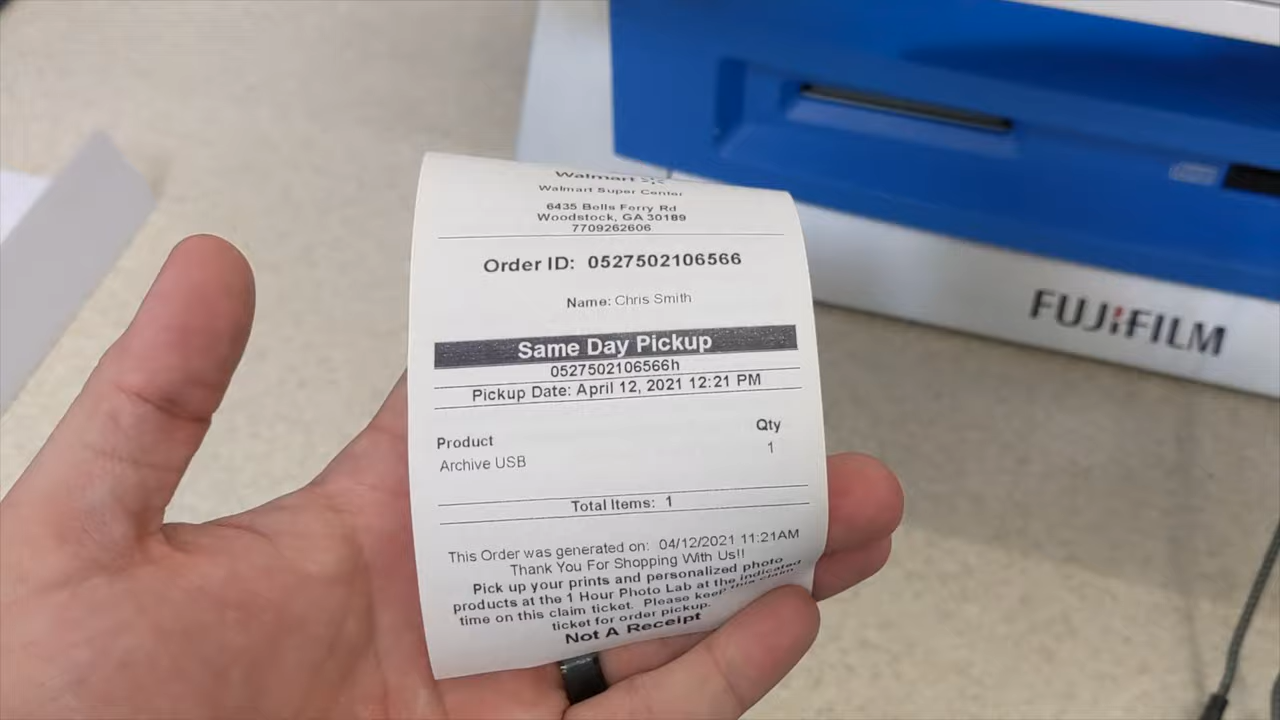 Walmart
Walmart Super Center
6435 Bells Ferry Rd
Woodstock, GA 30189
7709262606
Order ID: 0527502106566
Name: Chris Smith
Same Day Pickup
0527502106566h
Pickup Date: April 12, 2021 12:21 PM
Product Qty
Archive USB 1
Total Items: 1
This Order was generated on: 04/12/2021 11:21AM
Thank You For Shopping With Us!!
Pick up your prints and personalized photo
products at the 1 Hour Photo Lab at the indicated
time on this claim ticket. Please keep this claim
ticket for order pickup.
Not A Receipt
FUJIFILM